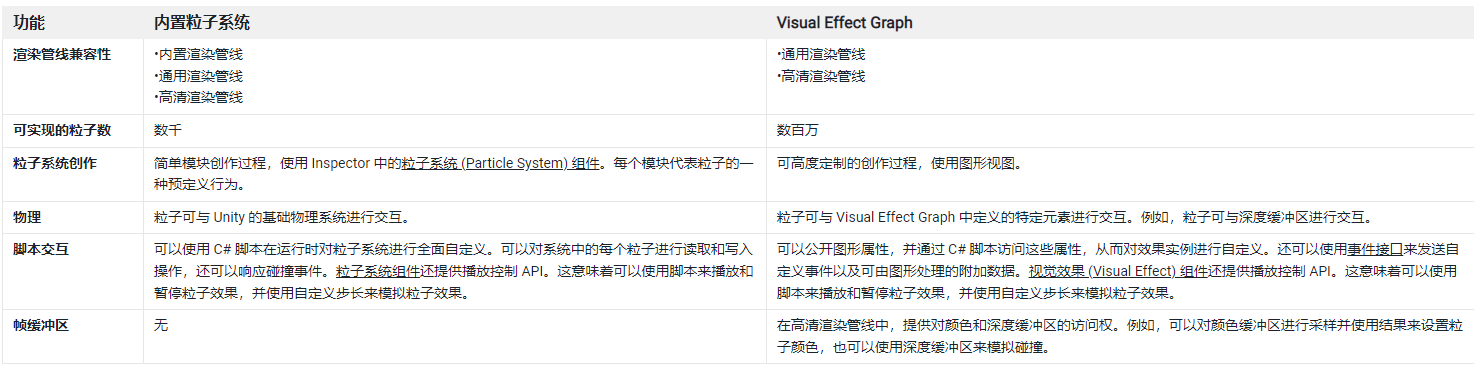 功能 内置粒子系统 Visual Effect Graph
渲染管线兼容性 •内置渲染管线 •通用渲染管线
•通用渲染管线 •高清渲染管线
•高清渲染管线
可实现的粒子数 数千 数百万
粒子系统创作 简单模块创作过程，使用 Inspector 中的粒子系统 (Particle System) 组件。每个模块代表粒子的一 可高度定制的创作过程，使用图形视图。
种预定义行为。
物理 粒子可与 Unity 的基础物理系统进行交互。 粒子可与 Visual Effect Graph 中定义的特定元素进行交互。例如，粒子可与深度缓冲区进行交互。
脚本交互 可以使用 C# 脚本在运行时对粒子系统进行全面自定义。可以对系统中的每个粒子进行读取和写入 可以公开图形属性，并通过 C# 脚本访问这些属性，从而对效果实例进行自定义。还可以使用事件接口来发送自
操作，还可以响应碰撞事件。粒子系统组件还提供播放控制 API。这意味着可以使用脚本来播放和 定义事件以及可由图形处理的附加数据。视觉效果 (Visual Effect) 组件还提供播放控制 API。这意味着可以使用
暂停粒子效果，并使用自定义步长来模拟粒子效果。 脚本来播放和暂停粒子效果，并使用自定义步长来模拟粒子效果。
帧缓冲区 无 在高清渲染管线中，提供对颜色和深度缓冲区的访问权。例如，可以对颜色缓冲区进行采样并使用结果来设置粒
子颜色，也可以使用深度缓冲区来模拟碰撞。